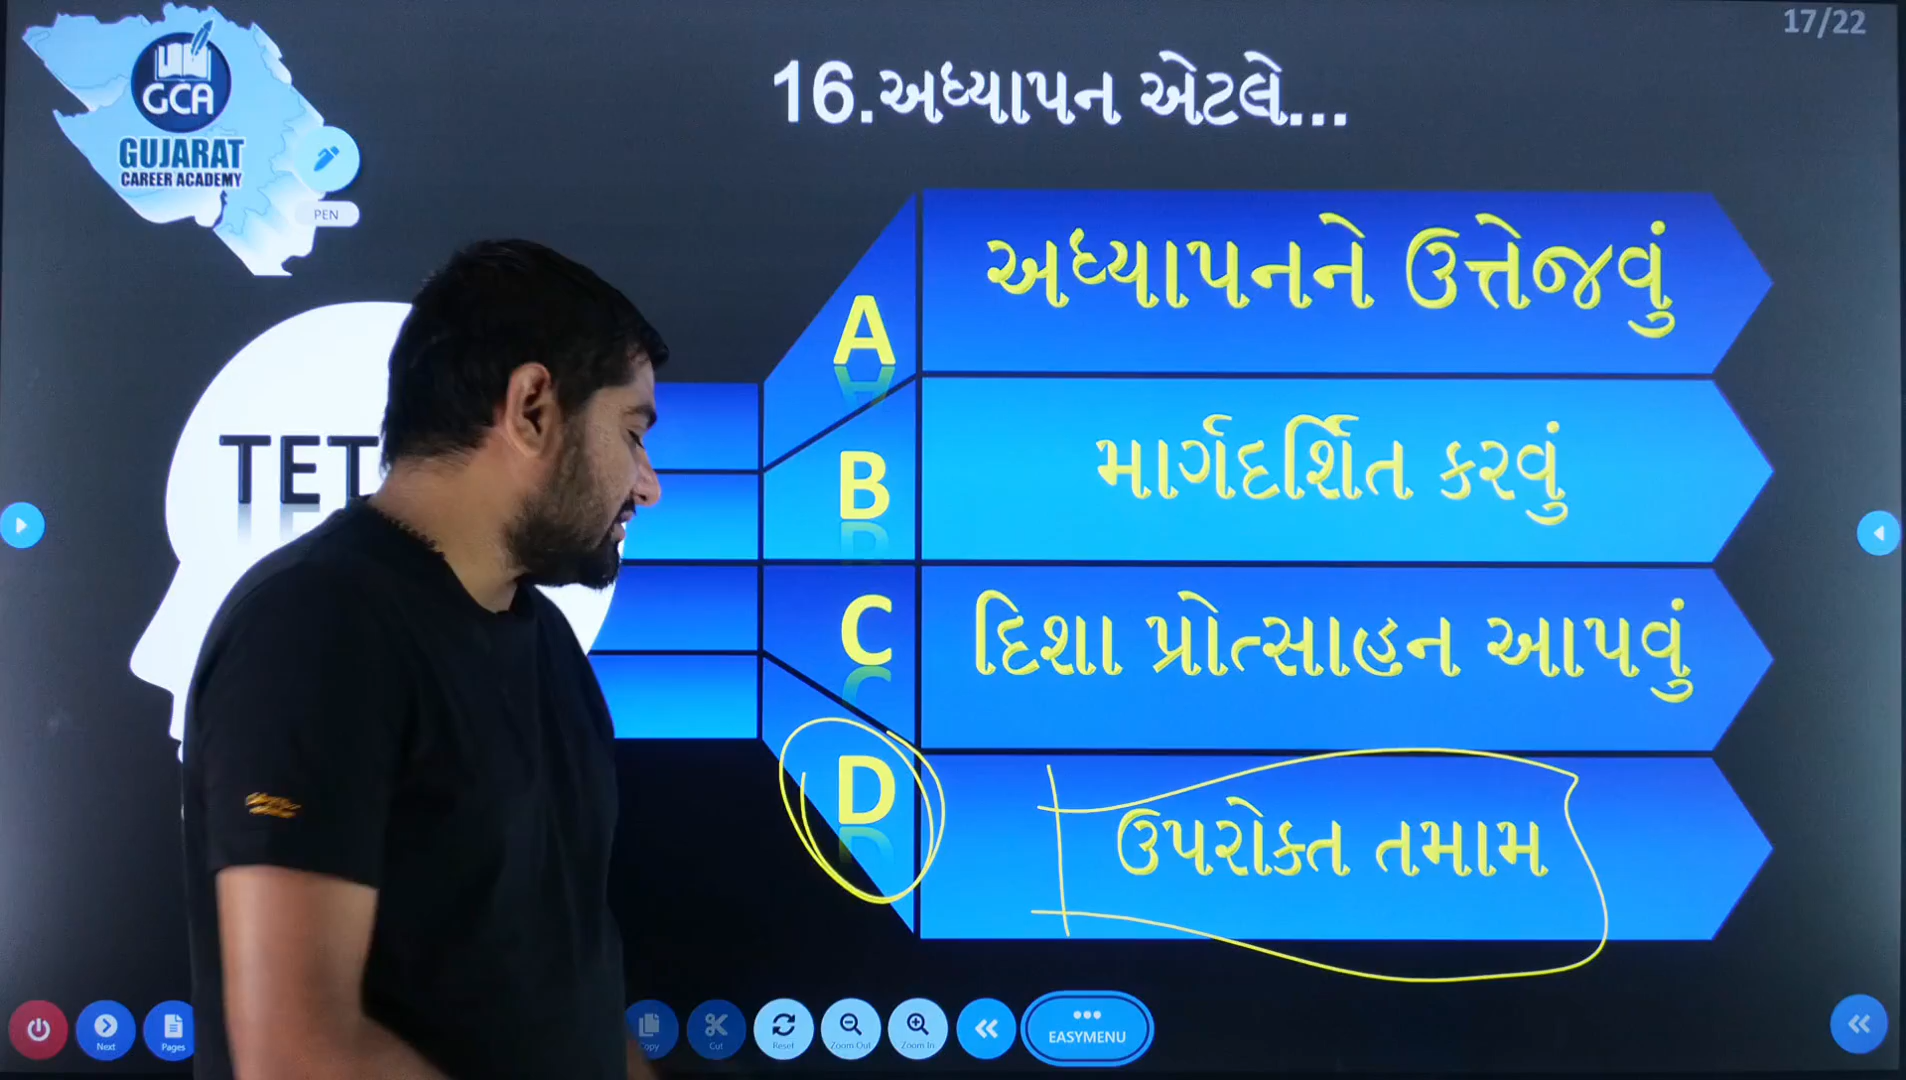 17/22
GCA
GUJARAT
CAREER ACADEMY
PEN
16.અધ્યાપન એટલે...
TET
A
અધ્યાપનને ઉત્તેજવું
B
માર્ગદર્શિત કરવું
C
દિશા પ્રોત્સાહન આપવું
D
ઉપરોક્ત તમામ
Next
Pages
Copy
Cut
Reset
Zoom Out
Zoom In
EASYMENU